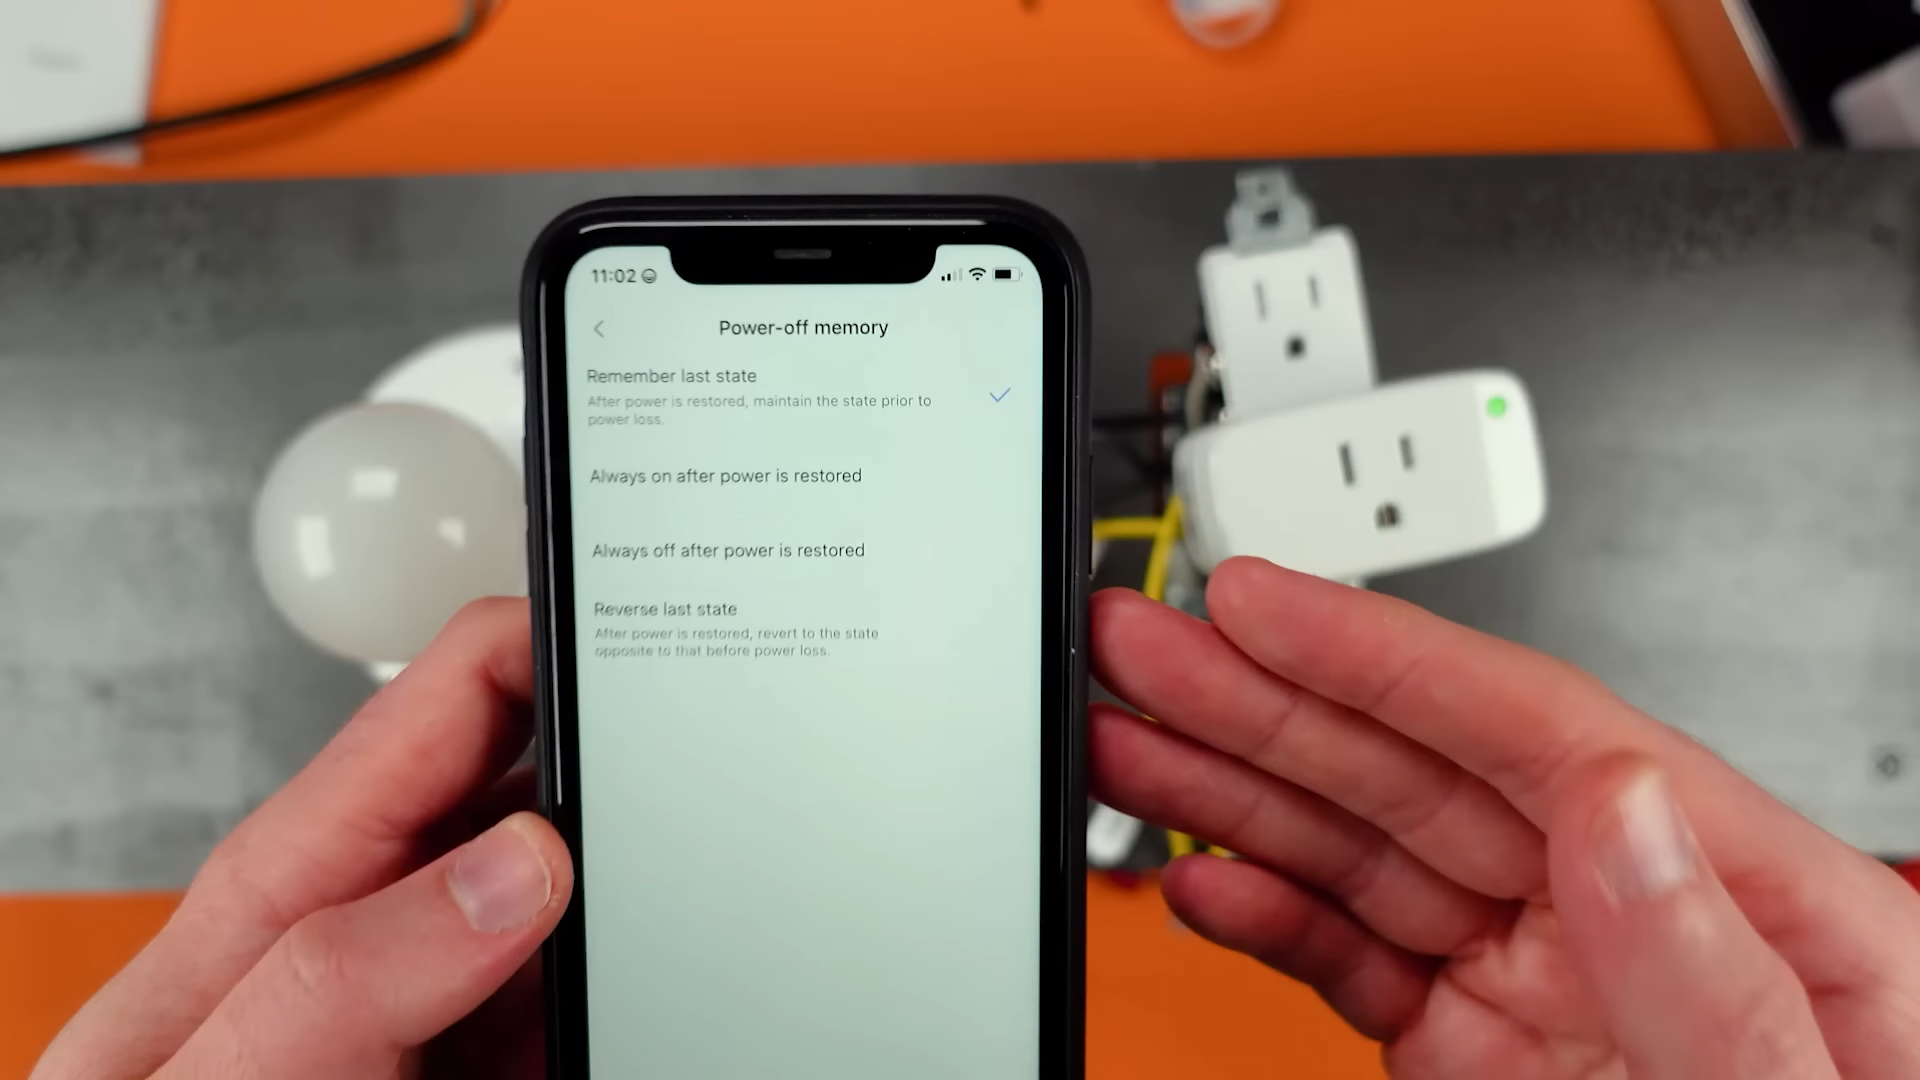 11:02
Power-off memory
Remember last state
After power is restored, maintain the state prior to
power loss.
Always on after power is restored
Always off after power is restored
Reverse last state
After power is restored, revert to the state
opposite to that before power loss.